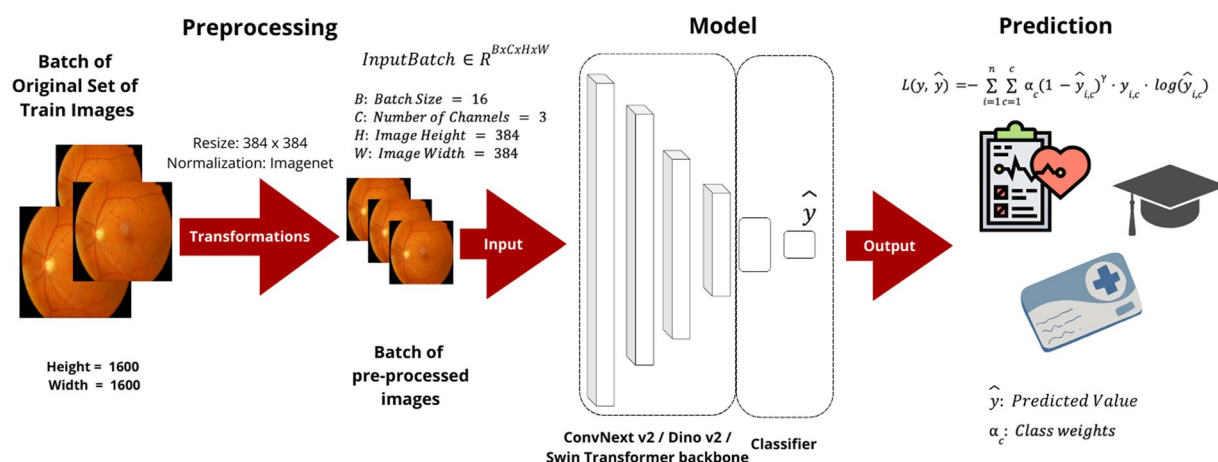 Preprocessing
Batch of
Original Set of
Train Images
Resize: 384 x 384
Normalization: Imagenet
Transformations
Height = 1600
Width = 1600
InputBatch ∈ R^{BxCxHxW}
B: Batch Size = 16
C: Number of Channels = 3
H: Image Height = 384
W: Image Width = 384
Input
Batch of
pre-processed
images
Model
ŷ
ConvNext v2 / Dino v2 /
Swin Transformer backbone
Classifier
Output
Prediction
L(y, ŷ) =− ∑_{i=1}^{n} ∑_{c=1}^{c} α_c(1 − ŷ_{i,c})^γ · y_{i,c} · log(ŷ_{i,c})
ŷ: Predicted Value
α_c: Class weights